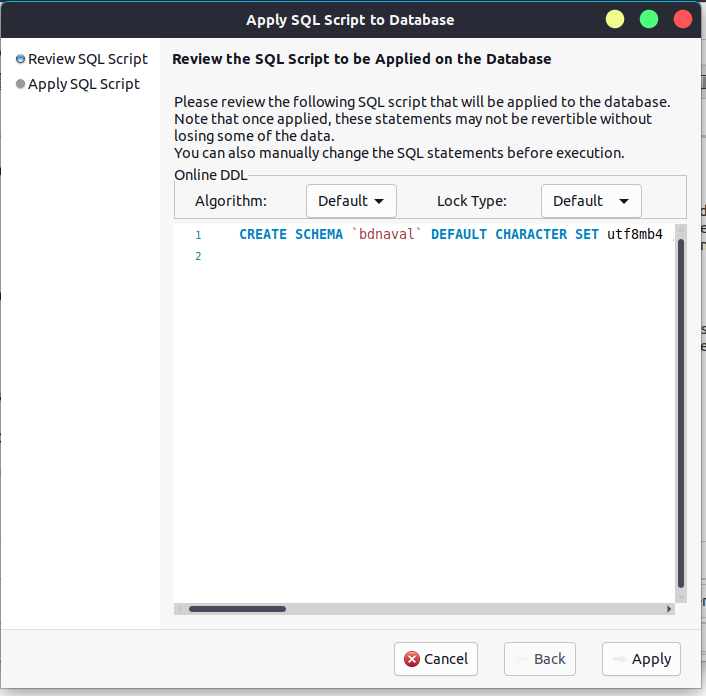 Apply SQL Script to Database
Review SQL Script
Apply SQL Script
Review the SQL Script to be Applied on the Database
Please review the following SQL script that will be applied to the database.
Note that once applied, these statements may not be revertible without
losing some of the data.
You can also manually change the SQL statements before execution.
Online DDL
Algorithm: Default Lock Type: Default
1 CREATE SCHEMA `bdnaval` DEFAULT CHARACTER SET utf8mb4
2
Cancel Back Apply